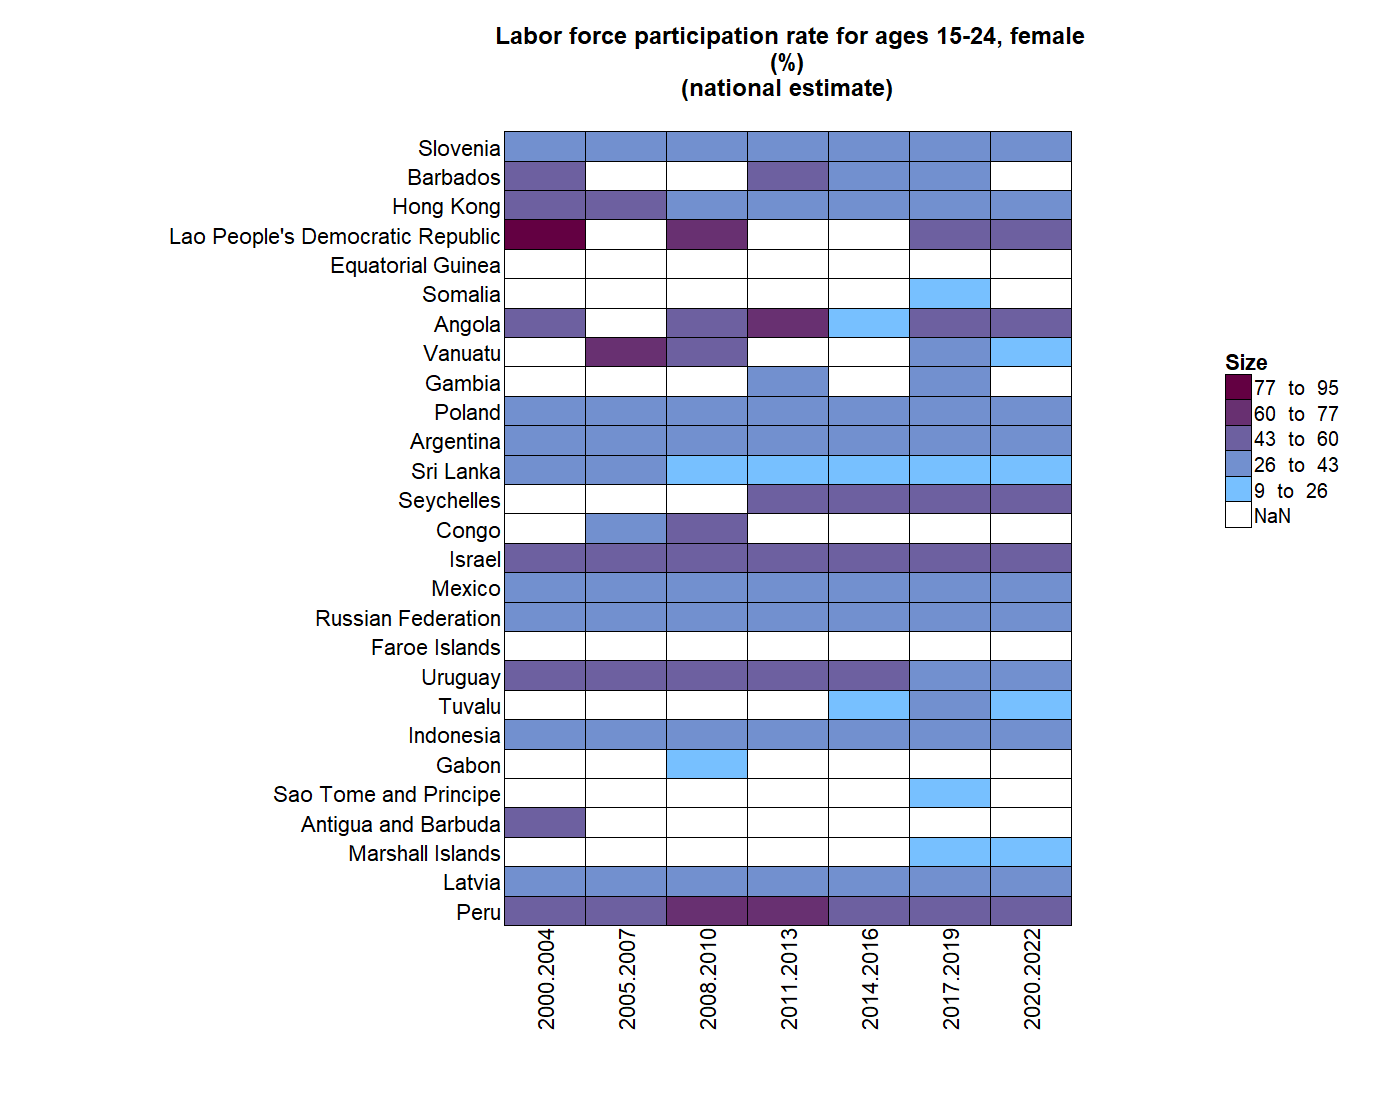 Labor force participation rate for ages 15-24, female
(%)
(national estimate)
Slovenia
Barbados
Hong Kong
Lao People's Democratic Republic
Equatorial Guinea
Somalia
Angola
Vanuatu
Gambia
Poland
Argentina
Sri Lanka
Seychelles
Congo
Israel
Mexico
Russian Federation
Faroe Islands
Uruguay
Tuvalu
Indonesia
Gabon
Sao Tome and Principe
Antigua and Barbuda
Marshall Islands
Latvia
Peru
2000.2004
2005.2007
2008.2010
2011.2013
2014.2016
2017.2019
2020.2022
Size
77 to 95
60 to 77
43 to 60
26 to 43
9 to 26
NaN